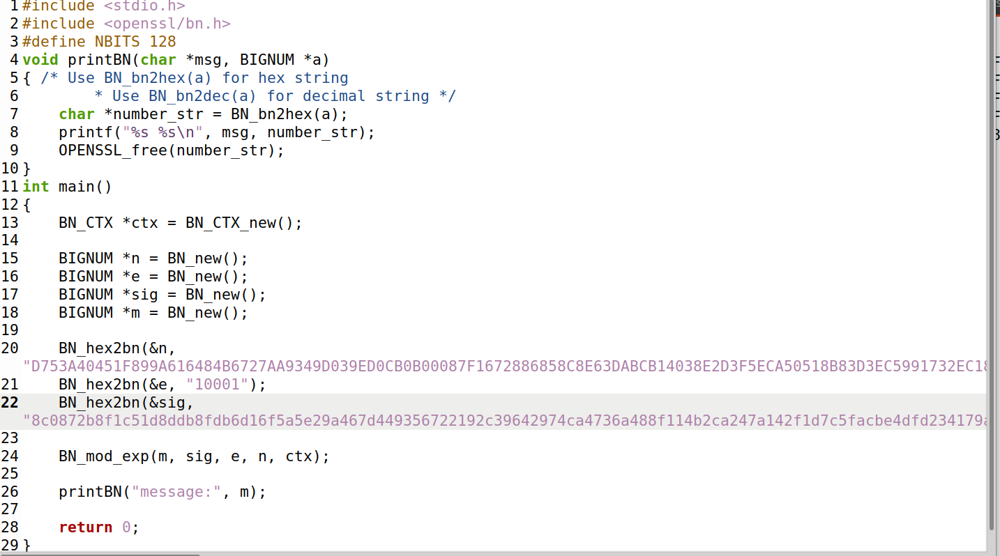 1 #include <stdio.h>
2 #include <openssl/bn.h>
3 #define NBITS 128
4 void printBN(char *msg, BIGNUM *a)
5 { /* Use BN_bn2hex(a) for hex string
6         * Use BN_bn2dec(a) for decimal string */
7     char *number_str = BN_bn2hex(a);
8     printf("%s %s\n", msg, number_str);
9     OPENSSL_free(number_str);
10 }
11 int main()
12 {
13     BN_CTX *ctx = BN_CTX_new();
14
15     BIGNUM *n = BN_new();
16     BIGNUM *e = BN_new();
17     BIGNUM *sig = BN_new();
18     BIGNUM *m = BN_new();
19
20     BN_hex2bn(&n,
"D753A40451F899A616484B6727AA9349D039ED0CB0B00087F1672886858C8E63DABCB14038E2D3F5ECA50518B83D3EC5991732EC18
21     BN_hex2bn(&e, "10001");
22     BN_hex2bn(&sig,
"8c0872b8f1c51d8ddb8fdb6d16f5a5e29a467d449356722192c39642974ca4736a488f114b2ca247a142f1d7c5facbe4dfd234179a
23
24     BN_mod_exp(m, sig, e, n, ctx);
25
26     printBN("message:", m);
27
28     return 0;
29 }